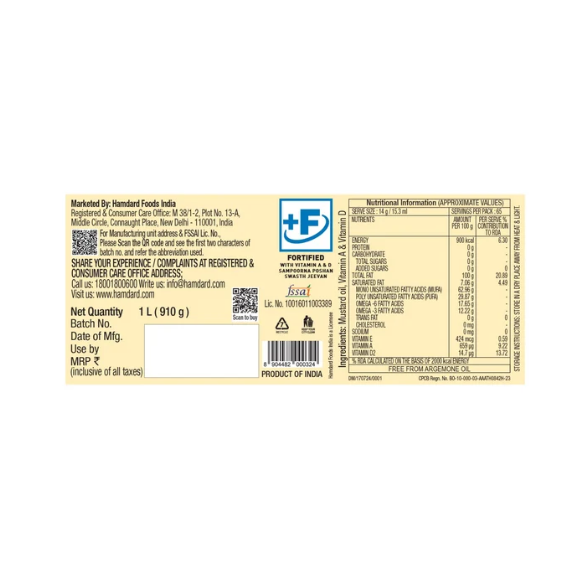 Marketed By: Hamdard Foods India
Registered & Consumer Care Office: M 38/1-2, Plot No. 13-A,
Middle Circle, Connaught Place, New Delhi - 110001, India
For Manufacturing unit address & FSSAI Lic. No.,
Please Scan the QR code and see the first two characters of
batch no. and refer the abbreviation used.
SHARE YOUR EXPERIENCE / COMPLAINTS AT REGISTERED &
CONSUMER CARE OFFICE ADDRESS;
Call us: 18001800600 Write us: info@hamdard.com
Visit us: www.hamdard.com
Net Quantity 1 L ( 910 g )
Batch No.
Date of Mfg.
Use by
MRP ₹
(inclusive of all taxes)
Scan to buy
+F
FORTIFIED
WITH VITAMIN A & D
SAMPOORNA POSHAN
SWASTH JEEVAN
fssai
Lic. No. 10016011003389
8 904482 000324
PRODUCT OF INDIA
Hamdard Foods India is a Licensee
Ingredients: Mustard oil, Vitamin A & Vitamin D
Nutritional Information (APPROXIMATE VALUES)
SERVE SIZE : 14 g / 15.3 ml SERVINGS PER PACK : 65
NUTRIENTS AMOUNT PER 100 g PER SERVE % CONTRIBUTION TO RDA
ENERGY 900 kcal 6.30
PROTEIN 0 g -
CARBOHYDRATE 0 g -
TOTAL SUGARS 0 g -
ADDED SUGARS 0 g -
TOTAL FAT 100 g 20.88
SATURATED FAT 7.06 g 4.49
MONO UNSATURATED FATTY ACIDS (MUFA) 62.96 g -
POLY UNSATURATED FATTY ACIDS (PUFA) 29.87 g -
OMEGA -6 FATTY ACIDS 17.65 g -
OMEGA -3 FATTY ACIDS 12.22 g -
TRANS FAT 0 g -
CHOLESTEROL 0 mg -
SODIUM 0 mg 0
VITAMIN E 424 mcg 0.59
VITAMIN A 659 µg 9.22
VITAMIN D2 14.7 µg 13.72
% RDA CALCULATED ON THE BASIS OF 2000 kcal ENERGY
FREE FROM ARGEMONE OIL
STORAGE INSTRUCTIONS: STORE IN A DRY PLACE, AWAY FROM HEAT & LIGHT.